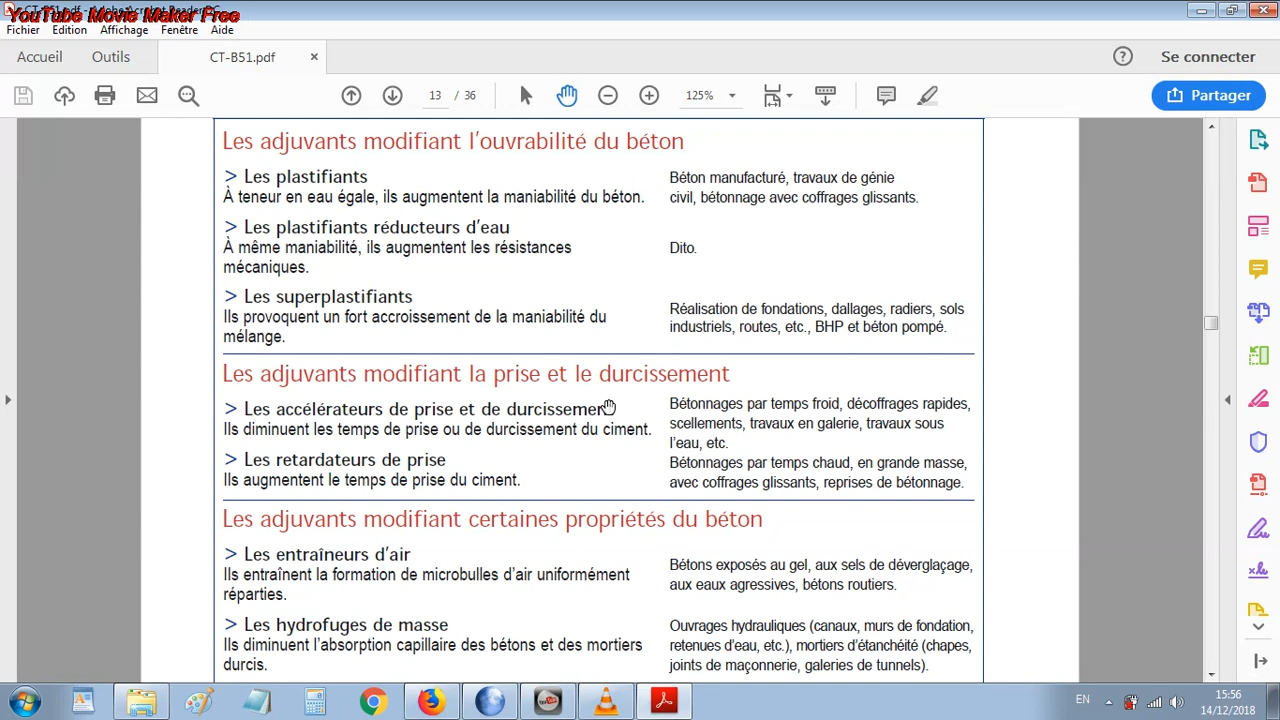 YouTube Movie Maker Free
Fichier Edition Affichage Fenêtre Aide
Accueil Outils CT-B51.pdf × Se connecter
13 / 36 125% Partager
Les adjuvants modifiant l'ouvrabilité du béton
> Les plastifiants
À teneur en eau égale, ils augmentent la maniabilité du béton.
Béton manufacturé, travaux de génie
civil, bétonnage avec coffrages glissants.
> Les plastifiants réducteurs d'eau
À même maniabilité, ils augmentent les résistances
mécaniques.
Dito.
> Les superplastifiants
Ils provoquent un fort accroissement de la maniabilité du
mélange.
Réalisation de fondations, dallages, radiers, sols
industriels, routes, etc., BHP et béton pompé.
Les adjuvants modifiant la prise et le durcissement
> Les accélérateurs de prise et de durcissemen
Ils diminuent les temps de prise ou de durcissement du ciment.
Bétonnages par temps froid, décoffrages rapides,
scellements, travaux en galerie, travaux sous
l'eau, etc.
> Les retardateurs de prise
Ils augmentent le temps de prise du ciment.
Bétonnages par temps chaud, en grande masse,
avec coffrages glissants, reprises de bétonnage.
Les adjuvants modifiant certaines propriétés du béton
> Les entraîneurs d'air
Ils entraînent la formation de microbulles d'air uniformément
réparties.
Bétons exposés au gel, aux sels de déverglaçage,
aux eaux agressives, bétons routiers.
> Les hydrofuges de masse
Ils diminuent l'absorption capillaire des bétons et des mortiers
durcis.
Ouvrages hydrauliques (canaux, murs de fondation,
retenues d'eau, etc.), mortiers d'étanchéité (chapes,
joints de maçonnerie, galeries de tunnels).
EN 15:56
14/12/2018